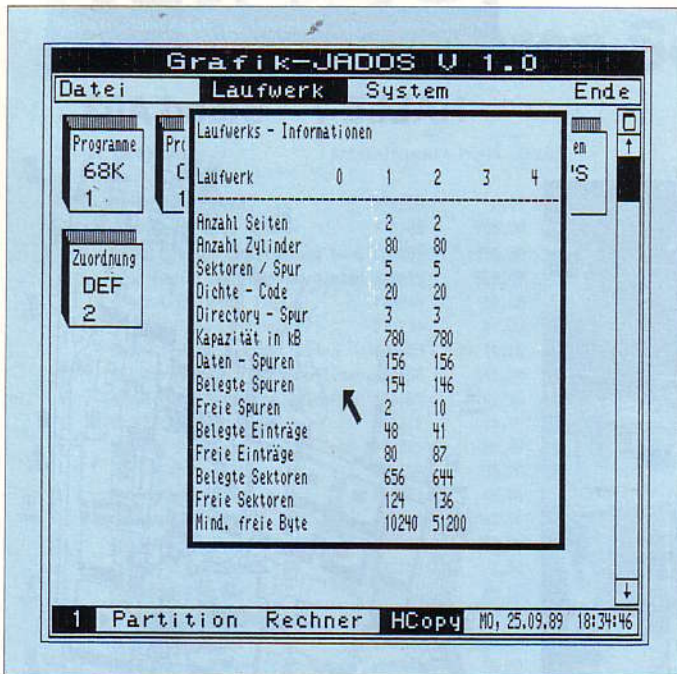 Grafik-JADOS V 1.0
Datei Laufwerk System Ende
Programme
68K
1
Zuordnung
DEF
2
Laufwerks - Informationen
Laufwerk 0 1 2 3 4
Anzahl Seiten 2 2
Anzahl Zylinder 80 80
Sektoren / Spur 5 5
Dichte - Code 20 20
Directory - Spur 3 3
Kapazität in kB 780 780
Daten - Spuren 156 156
Belegte Spuren 154 146
Freie Spuren 2 10
Belegte Einträge 48 41
Freie Einträge 80 87
Belegte Sektoren 656 644
Freie Sektoren 124 136
Mind. freie Byte 10240 51200
1 Partition Rechner HCopy MO, 25.09.89 18:34:46